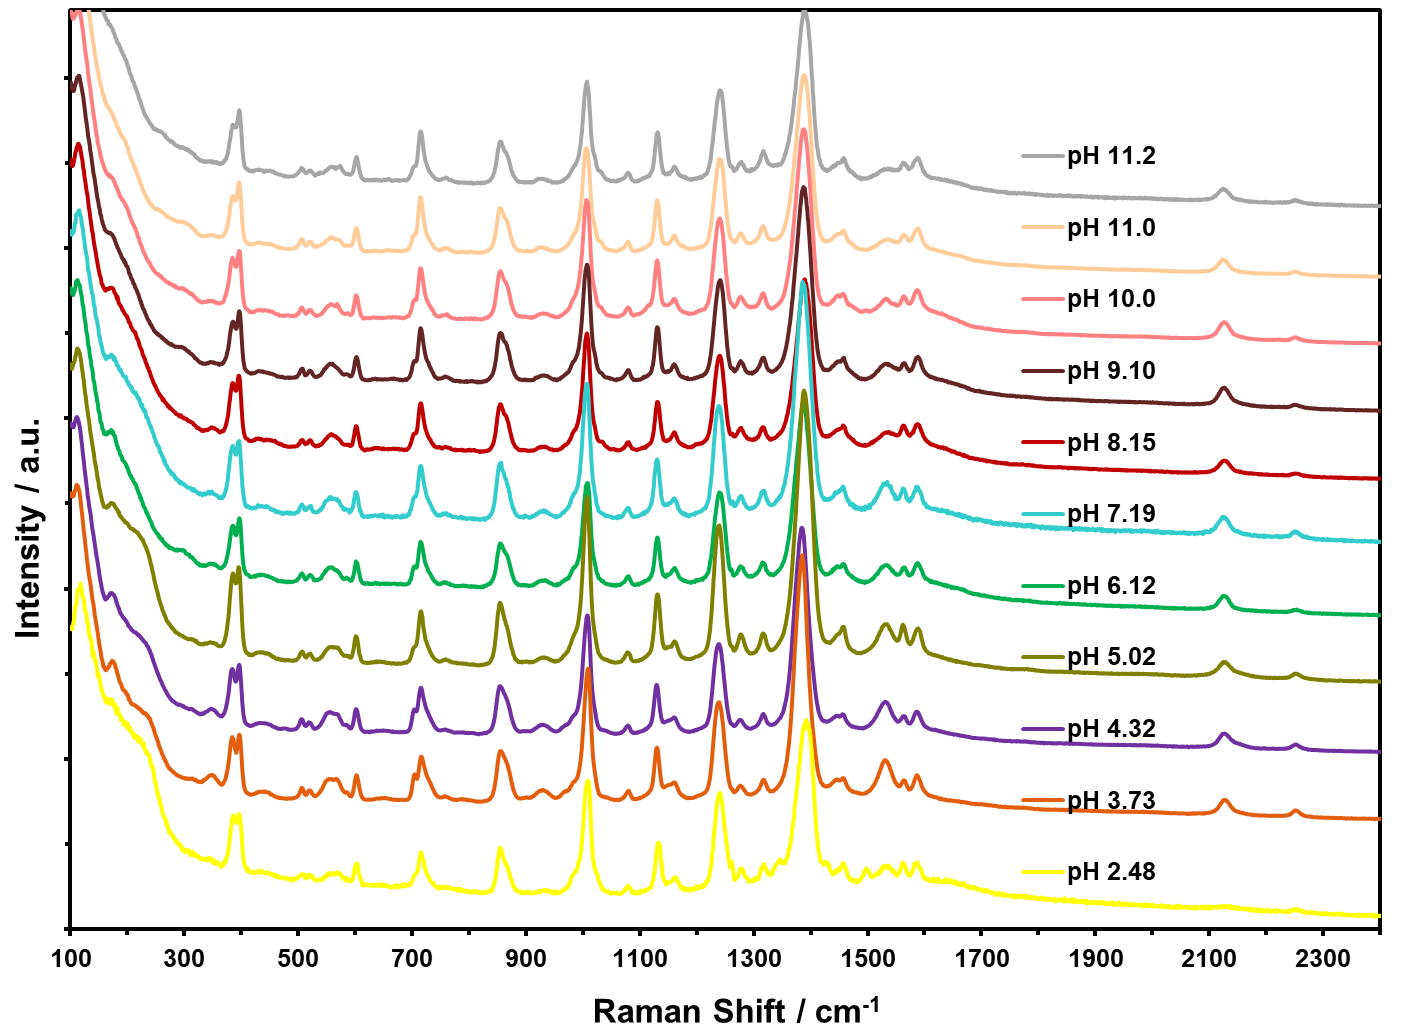 pH 11.2
pH 11.0
pH 10.0
pH 9.10
pH 8.15
pH 7.19
pH 6.12
pH 5.02
pH 4.32
pH 3.73
pH 2.48
Intensity / a.u.
100 300 500 700 900 1100 1300 1500 1700 1900 2100 2300
Raman Shift / cm-1